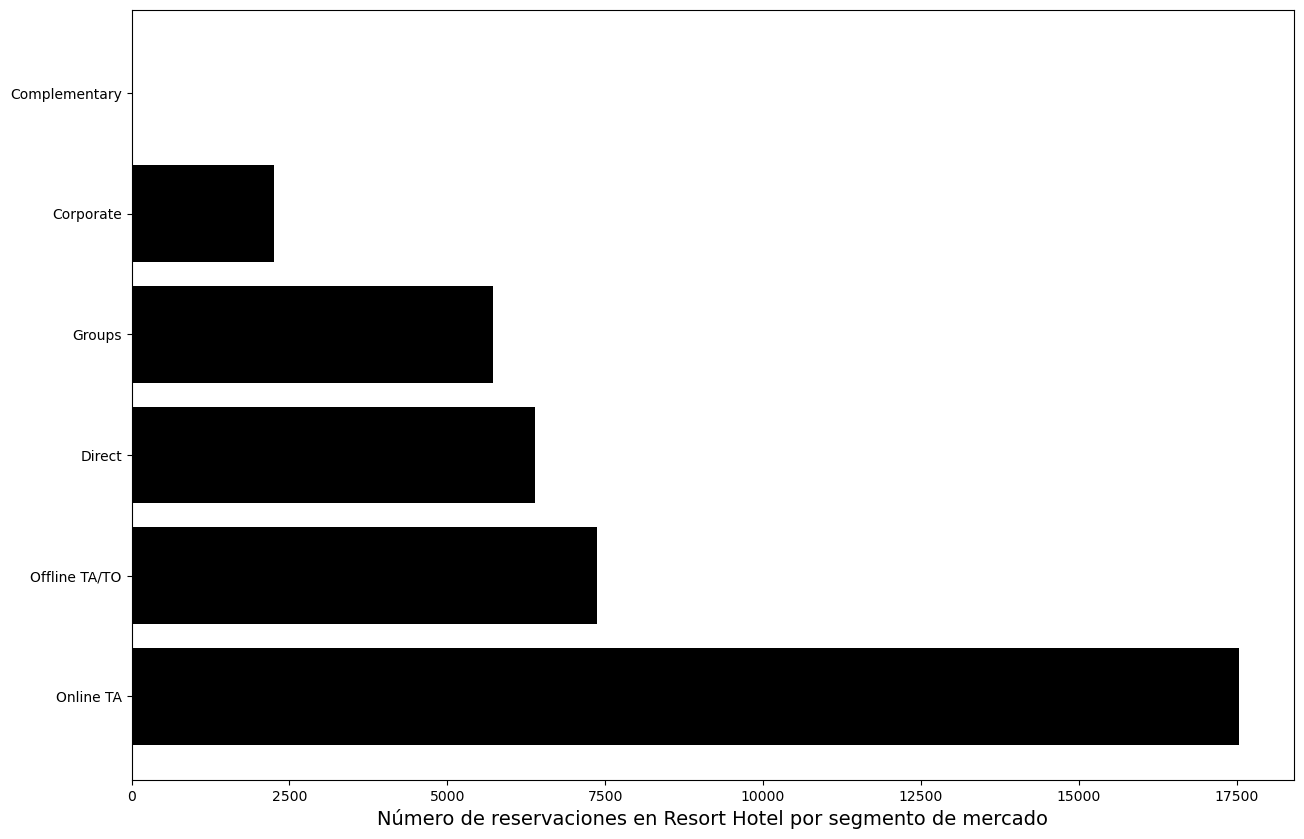 Complementary
Corporate
Groups
Direct
Offline TA/TO
Online TA
0 2500 5000 7500 10000 12500 15000 17500
Número de reservaciones en Resort Hotel por segmento de mercado